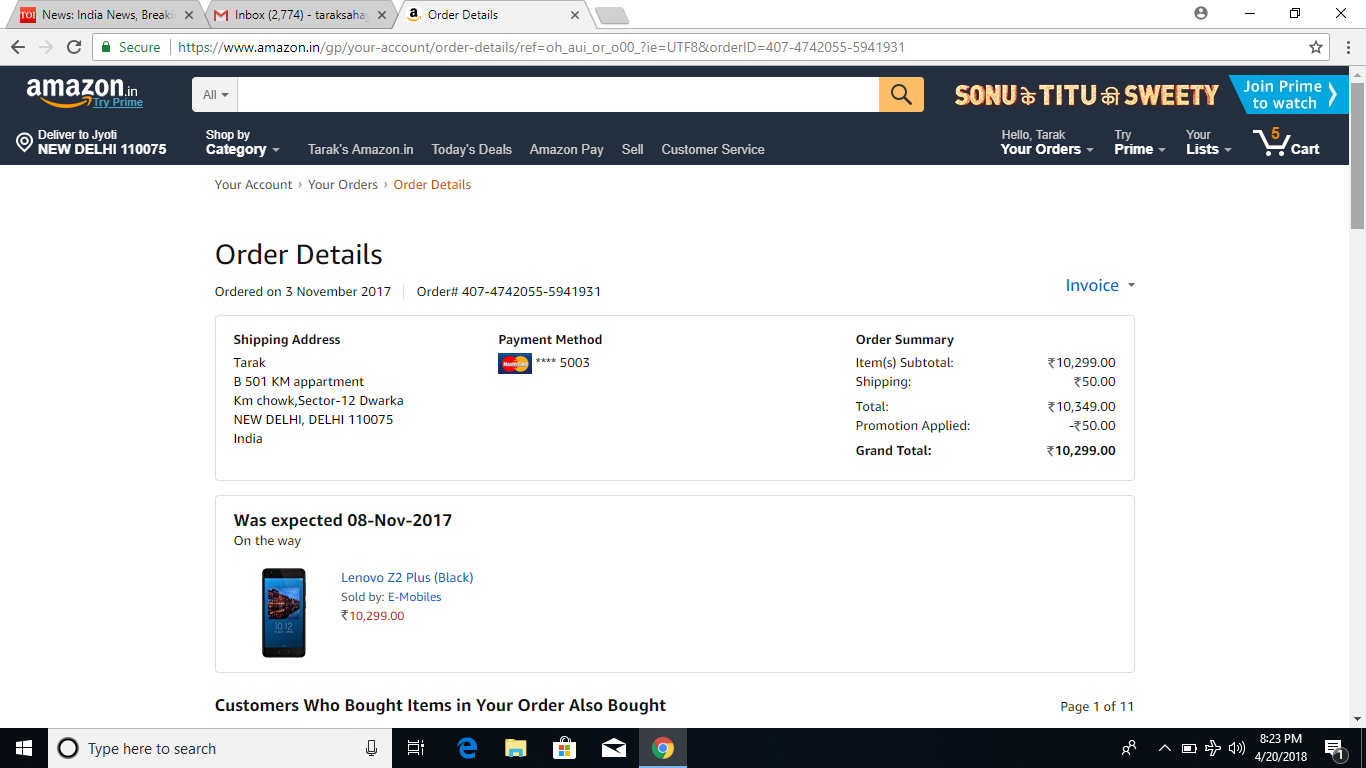 News: India News, Breaki
Inbox (2,774) - taraksaha
Order Details
Secure
https://www.amazon.in/gp/your-account/order-details/ref=oh_aui_or_o00_?ie=UTF8&orderID=407-4742055-5941931
amazon.in
Try Prime
All
SONU के TITU की SWEETY
Join Prime
to watch
Deliver to Jyoti
NEW DELHI 110075
Shop by
Category
Tarak's Amazon.in
Today's Deals
Amazon Pay
Sell
Customer Service
Hello, Tarak
Your Orders
Try
Prime
Your
Lists
5
Cart
Your Account › Your Orders › Order Details
Order Details
Ordered on 3 November 2017
Order# 407-4742055-5941931
Invoice
Shipping Address
Tarak
B 501 KM appartment
Km chowk,Sector-12 Dwarka
NEW DELHI, DELHI 110075
India
Payment Method
MasterCard **** 5003
Order Summary
Item(s) Subtotal: ₹10,299.00
Shipping: ₹50.00
Total: ₹10,349.00
Promotion Applied: -₹50.00
Grand Total: ₹10,299.00
Was expected 08-Nov-2017
On the way
Lenovo Z2 Plus (Black)
Sold by: E-Mobiles
₹10,299.00
10 12
Customers Who Bought Items in Your Order Also Bought
Page 1 of 11
Type here to search
8:23 PM
4/20/2018
1